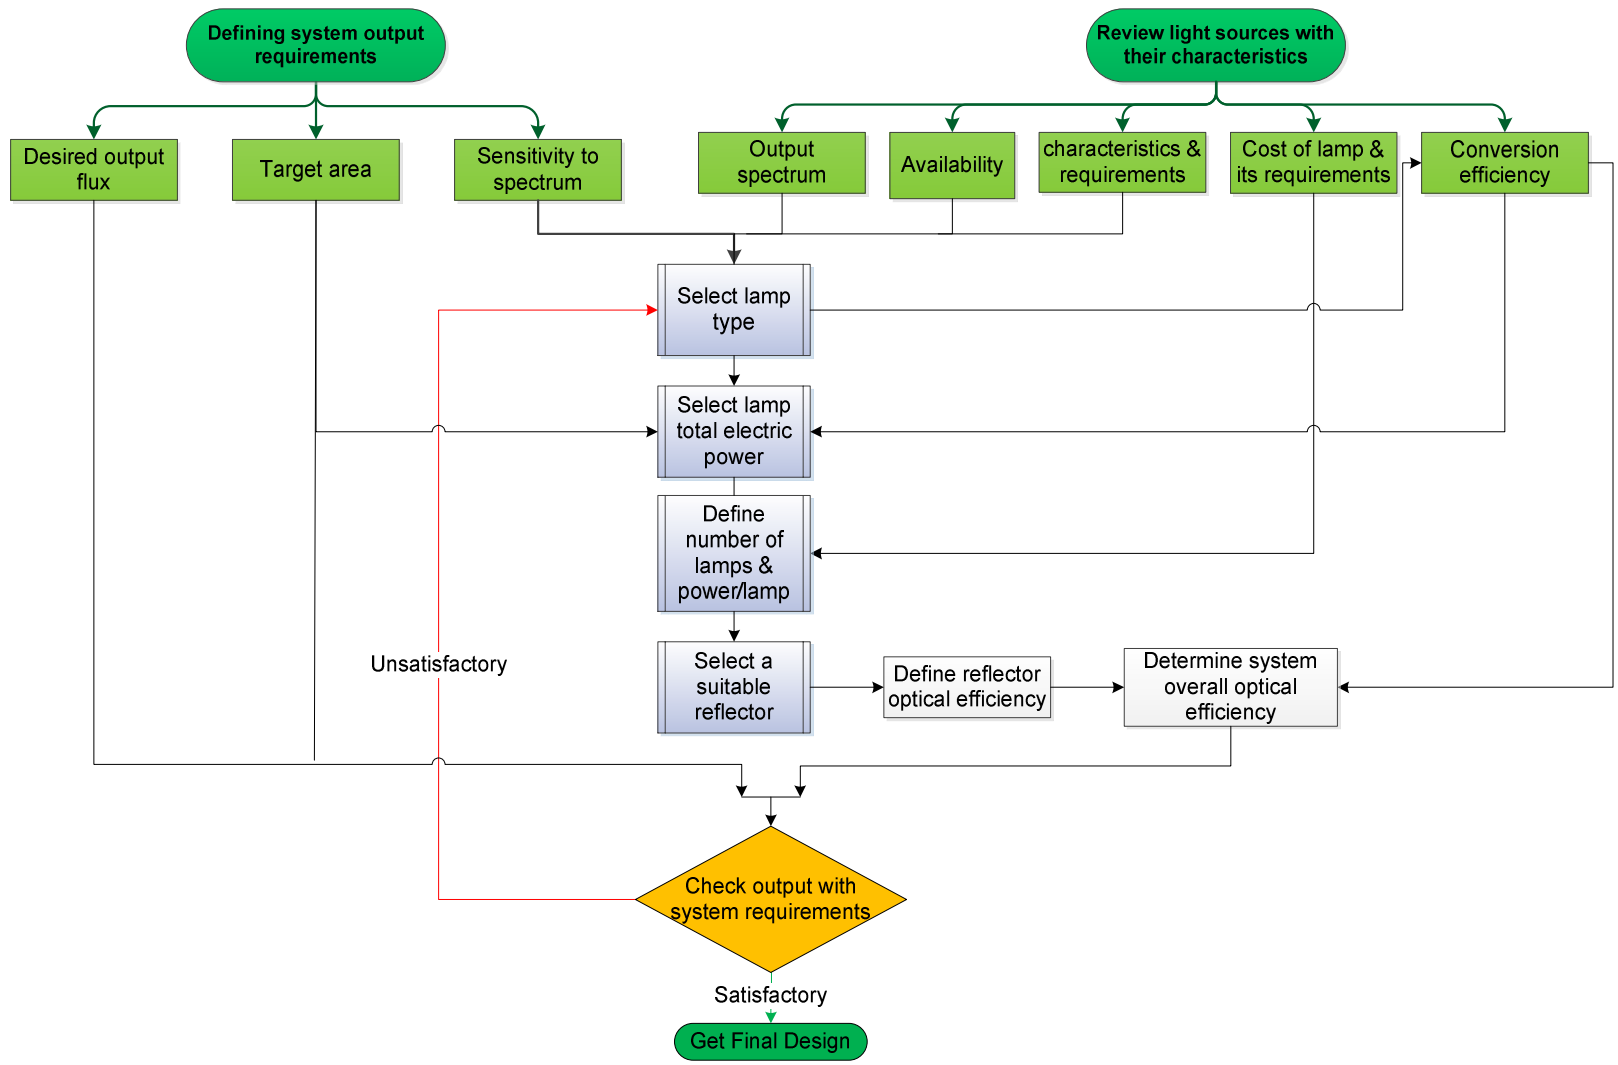 Defining system output
requirements
Review light sources with
their characteristics
Desired output
flux
Target area
Sensitivity to
spectrum
Output
spectrum
Availability
characteristics &
requirements
Cost of lamp &
its requirements
Conversion
efficiency
Select lamp
type
Select lamp
total electric
power
Define
number of
lamps &
power/lamp
Unsatisfactory
Select a
suitable
reflector
Define reflector
optical efficiency
Determine system
overall optical
efficiency
Check output with
system requirements
Satisfactory
Get Final Design